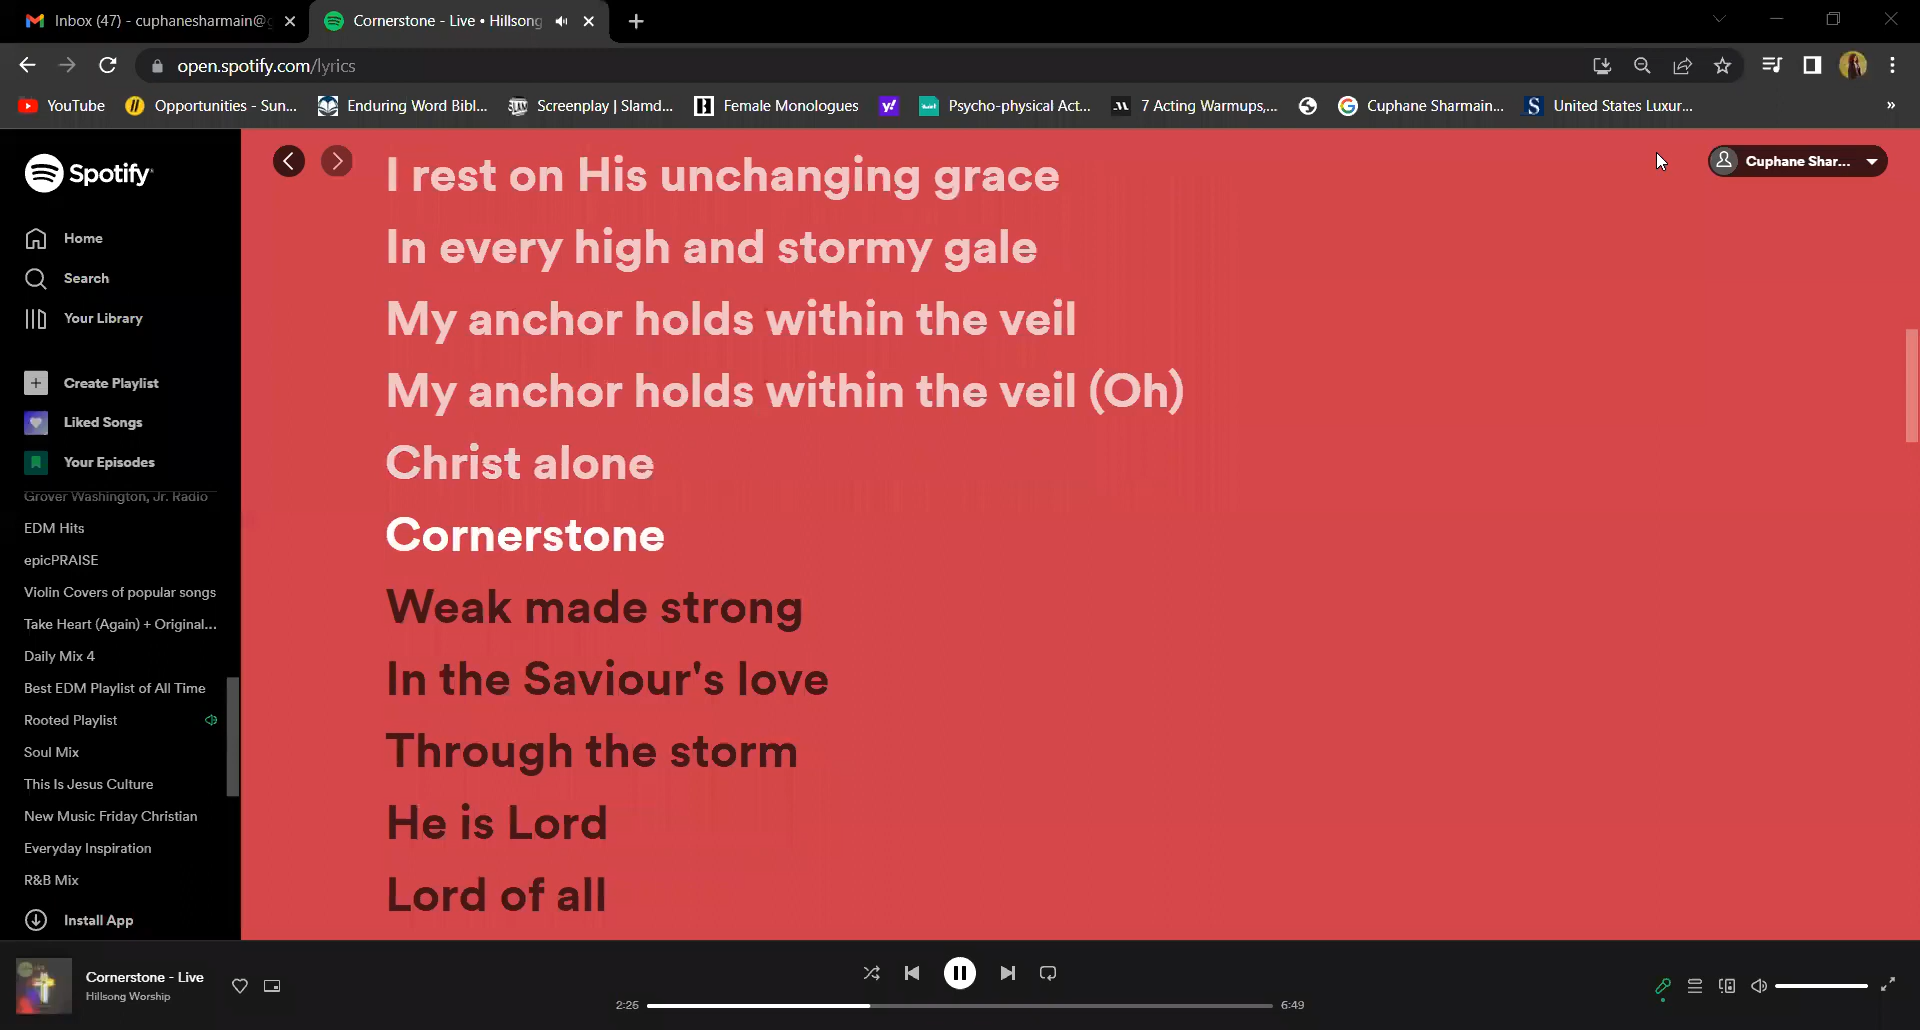 Inbox (47) - cuphanesharmain@g
Cornerstone - Live • Hillsong
open.spotify.com/lyrics
YouTube
Opportunities - Sun...
Enduring Word Bibl...
Screenplay | Slamd...
Female Monologues
Psycho-physical Act...
7 Acting Warmups,...
Cuphane Sharmain...
United States Luxur...
»
Spotify
Cuphane Shar...
Home
Search
Your Library
Create Playlist
Liked Songs
Your Episodes
Grover Washington, Jr. Radio
EDM Hits
epicPRAISE
Violin Covers of popular songs
Take Heart (Again) + Original...
Daily Mix 4
Best EDM Playlist of All Time
Rooted Playlist
Soul Mix
This Is Jesus Culture
New Music Friday Christian
Everyday Inspiration
R&B Mix
Install App
I rest on His unchanging grace
In every high and stormy gale
My anchor holds within the veil
My anchor holds within the veil (Oh)
Christ alone
Cornerstone
Weak made strong
In the Saviour's love
Through the storm
He is Lord
Lord of all
Cornerstone - Live
Hillsong Worship
2:26
6:49